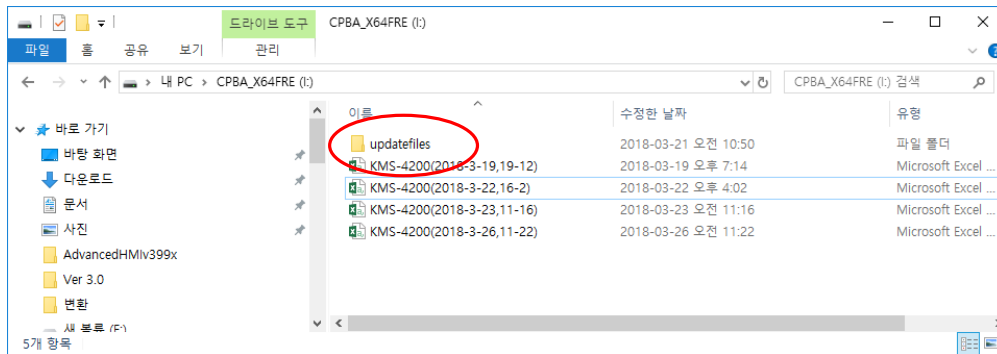 드라이브 도구 CPBA_X64FRE (I:)
파일 홈 공유 보기 관리
내 PC > CPBA_X64FRE (I:) CPBA_X64FRE (I:) 검색
이름 수정한 날짜 유형
바로 가기
바탕 화면
다운로드
문서
사진
AdvancedHMIv399x
Ver 3.0
변환
새 볼륨 (F:)
updatefiles 2018-03-21 오전 10:50 파일 폴더
KMS-4200(2018-3-19,19-12) 2018-03-19 오후 7:14 Microsoft Excel ...
KMS-4200(2018-3-22,16-2) 2018-03-22 오후 4:02 Microsoft Excel ...
KMS-4200(2018-3-23,11-16) 2018-03-23 오전 11:16 Microsoft Excel ...
KMS-4200(2018-3-26,11-22) 2018-03-26 오전 11:22 Microsoft Excel ...
5개 항목